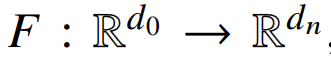 F : ℝ^{d_0} → ℝ^{d_n},